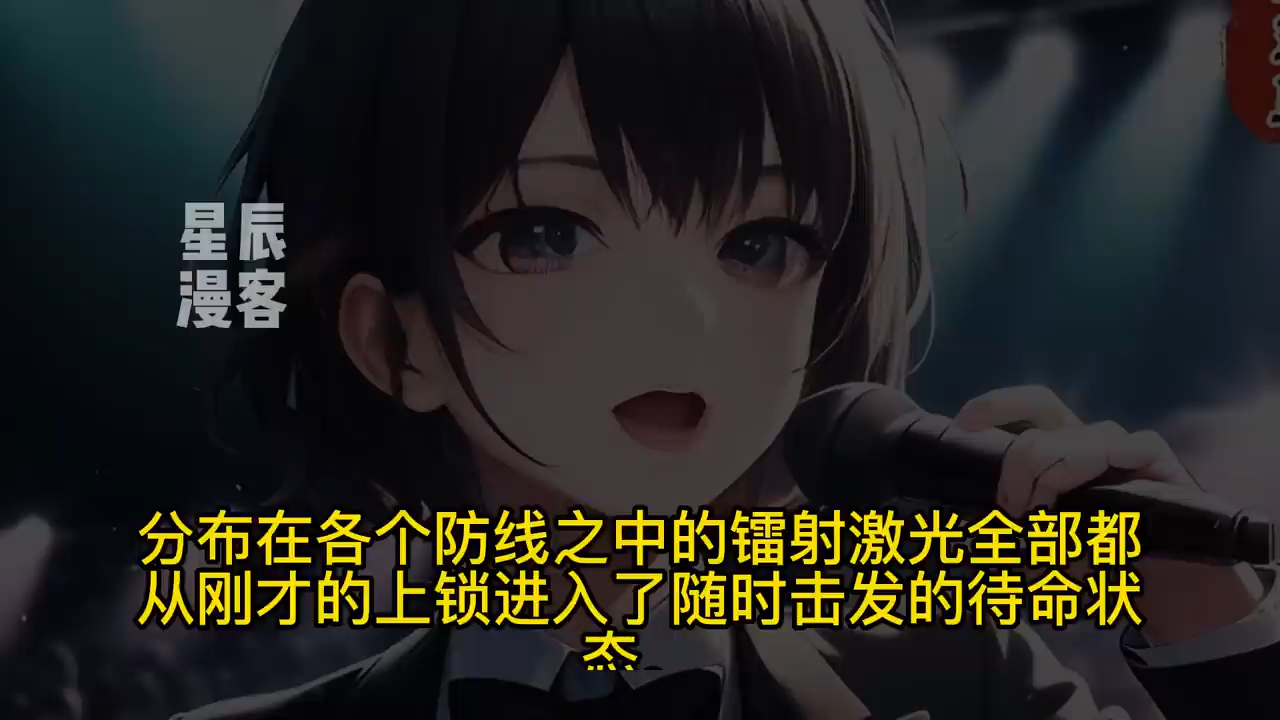 星辰
漫客
分布在各个防线之中的镭射激光全部都
从刚才的上锁进入了随时击发的待命状
态